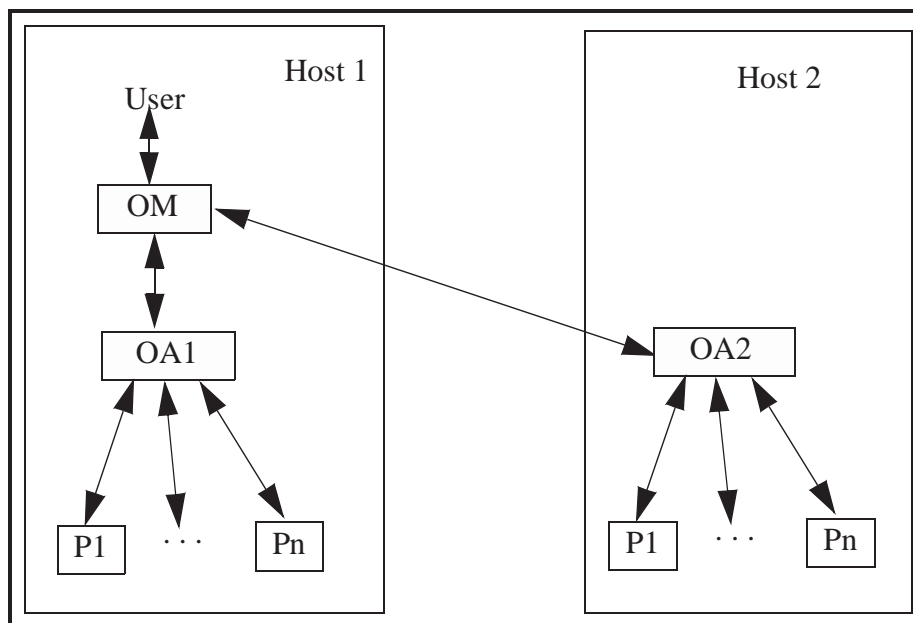 Host 1
Host 2
User
OM
OA1
OA2
P1
. . .
Pn
P1
. . .
Pn